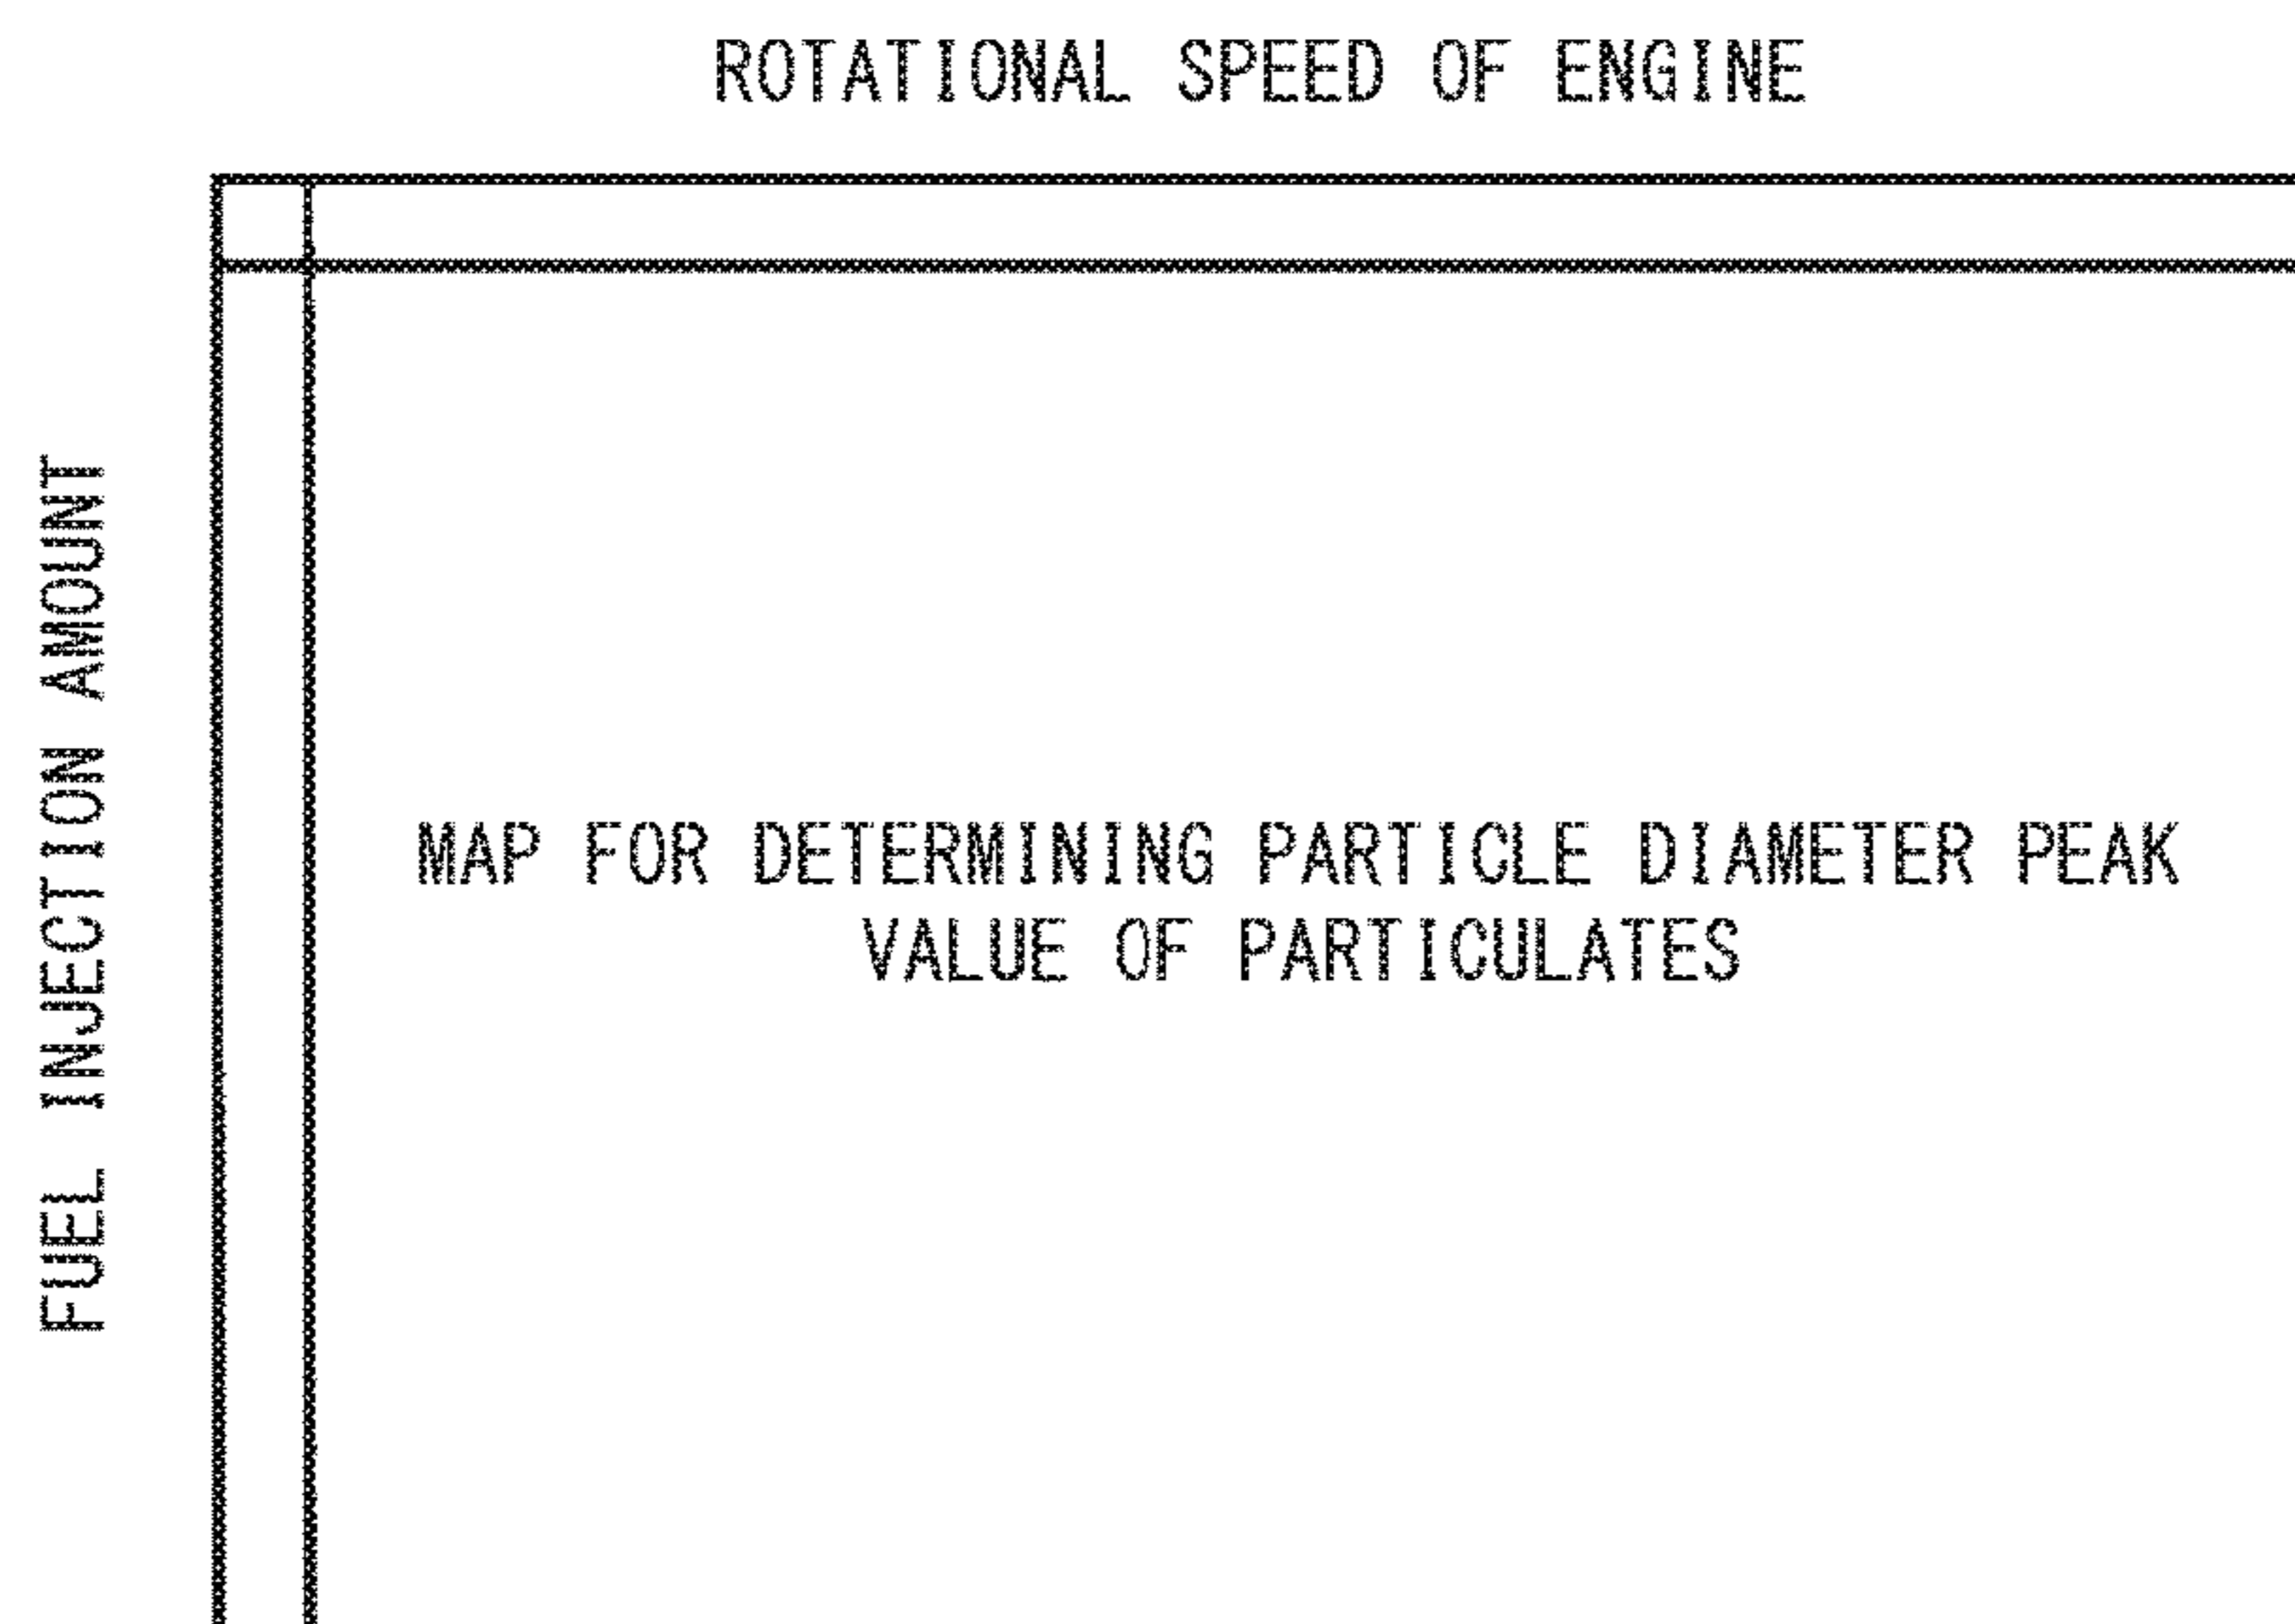 ROTATIONAL SPEED OF ENGINE
FUEL INJECTION AMOUNT
MAP FOR DETERMINING PARTICLE DIAMETER PEAK
VALUE OF PARTICULATES